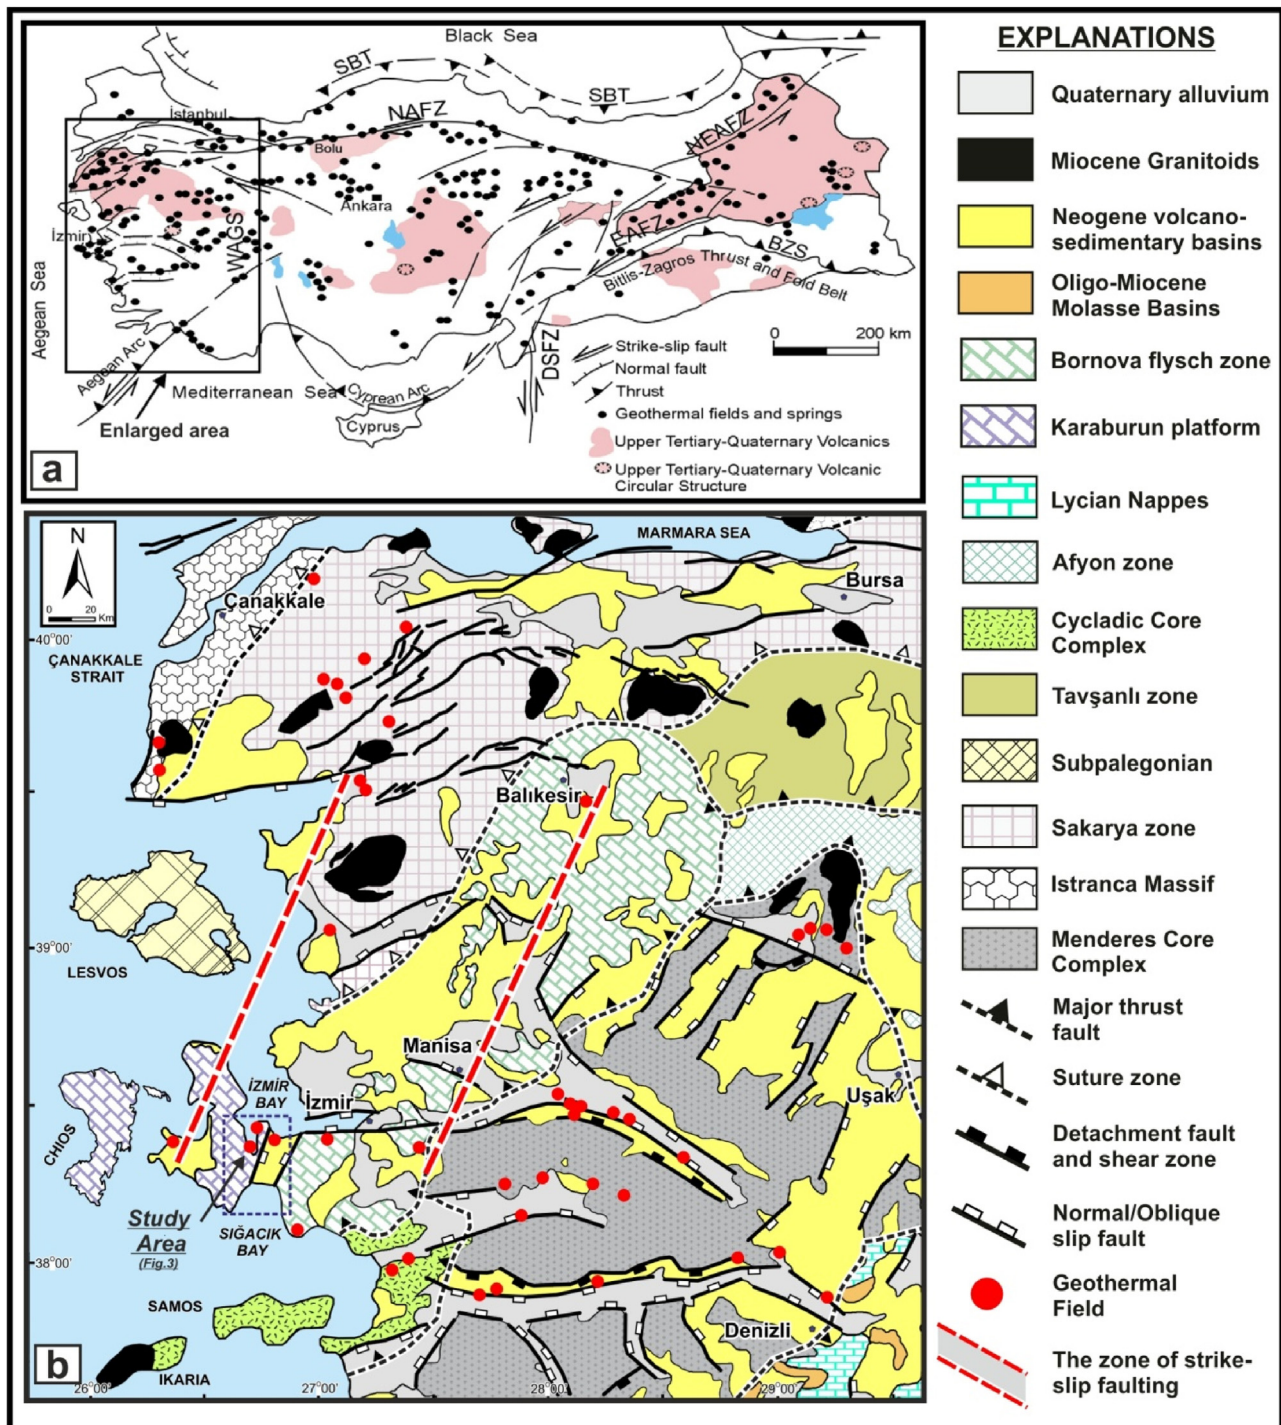 Black Sea
SBT
SBT
İstanbul
NAFZ
NEAFZ
Bolu
Ankara
İzmir
WAGS
EAFZ
BZS
Bitlis-Zagros Thrust and Fold Belt
Aegean Sea
0 200 km
DSFZ
Strike-slip fault
Normal fault
Thrust
Geothermal fields and springs
Upper Tertiary-Quaternary Volcanics
Upper Tertiary-Quaternary Volcanic
Circular Structure
Aegean Arc
Mediterranean Sea
Cyprean Arc
Cyprus
Enlarged area
a
N
0 20
Km
MARMARA SEA
Bursa
Çanakkale
40°00'
ÇANAKKALE
STRAIT
Balıkesir
39°00'
LESVOS
Manisa
İZMİR
BAY
İzmir
Uşak
CHIOS
Study
Area
(Fig.3)
SIĞACIK
BAY
38°00'
SAMOS
Denizli
b
IKARIA
26°00'
27°00'
28°00'
29°00'
EXPLANATIONS
Quaternary alluvium
Miocene Granitoids
Neogene volcano-
sedimentary basins
Oligo-Miocene
Molasse Basins
Bornova flysch zone
Karaburun platform
Lycian Nappes
Afyon zone
Cycladic Core
Complex
Tavşanlı zone
Subpalegonian
Sakarya zone
Istranca Massif
Menderes Core
Complex
Major thrust
fault
Suture zone
Detachment fault
and shear zone
Normal/Oblique
slip fault
Geothermal
Field
The zone of strike-
slip faulting